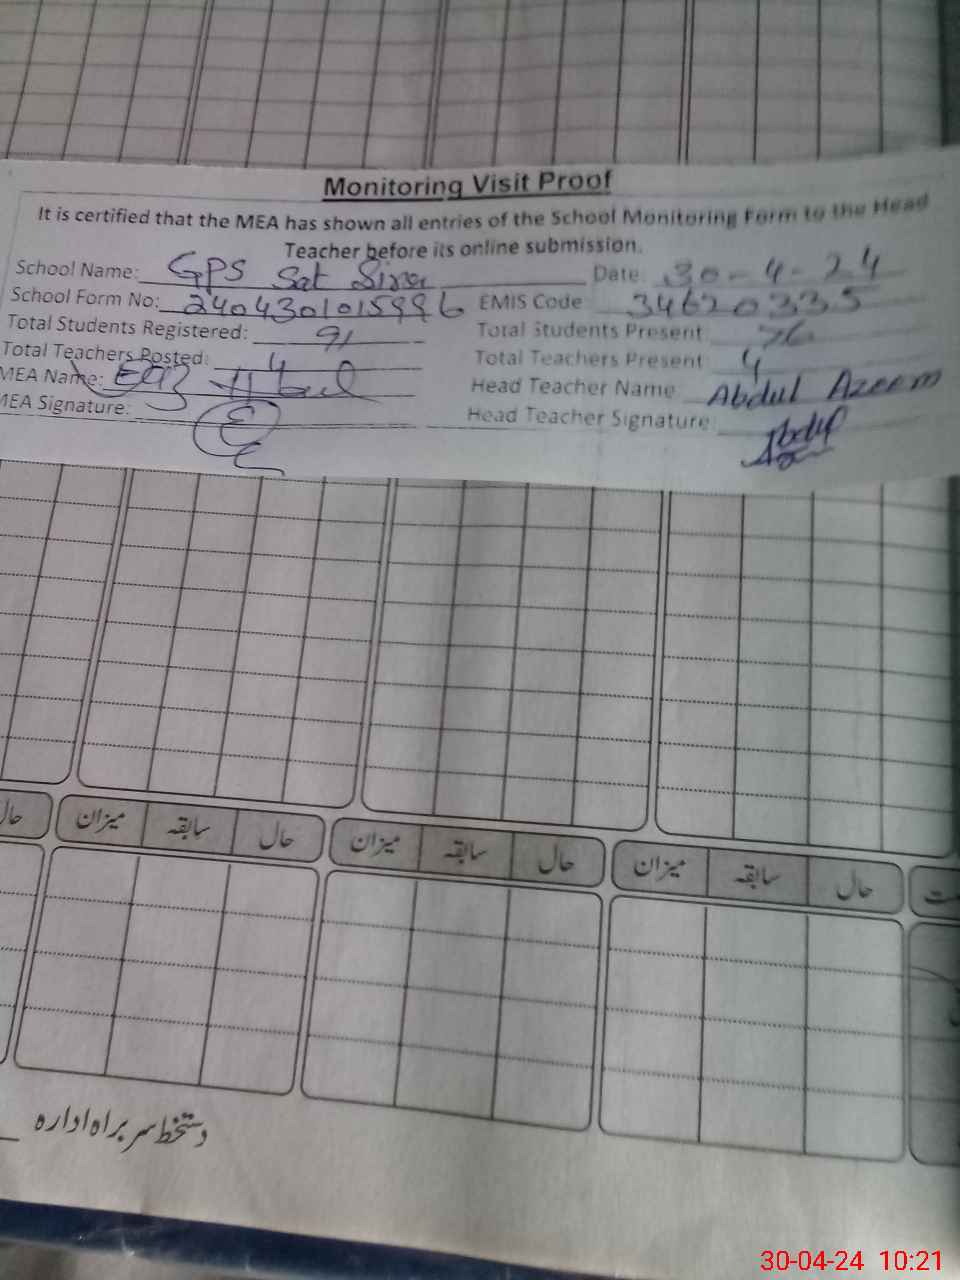 Monitoring Visit Proof
It is certified that the MEA has shown all entries of the School Monitoring Form to the Head
Teacher before its online submission.
School Name: GPS Sat Sira Date: 30-4-24
School Form No: 2404301015996 EMIS Code 34620335
Total Students Registered: 91 Total Students Present: 76
Total Teachers Posted: 4 Total Teachers Present 4
MEA Name: Head Teacher Name: Abdul Azeem
MEA Signature: Head Teacher Signature: Abdul
حال میزان سابقہ حال میزان سابقہ حال میزان سابقہ حال
دستخط سربراہ ادارہ
30-04-24 10:21